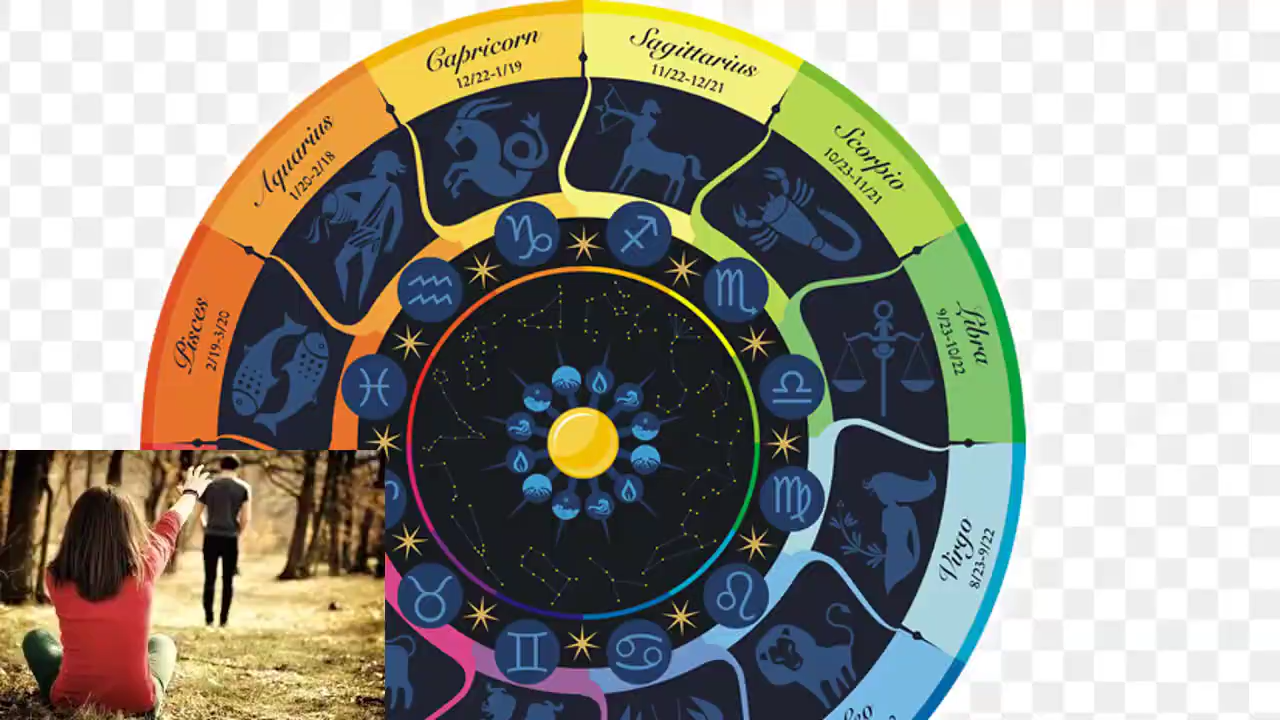 Capricorn
12/22-1/19
Sagittarius
11/22-12/21
Aquarius
1/20-2/18
Scorpio
10/23-11/21
Pisces
2/19-3/20
Libra
9/23-10/22
Virgo
8/23-9/22
Leo